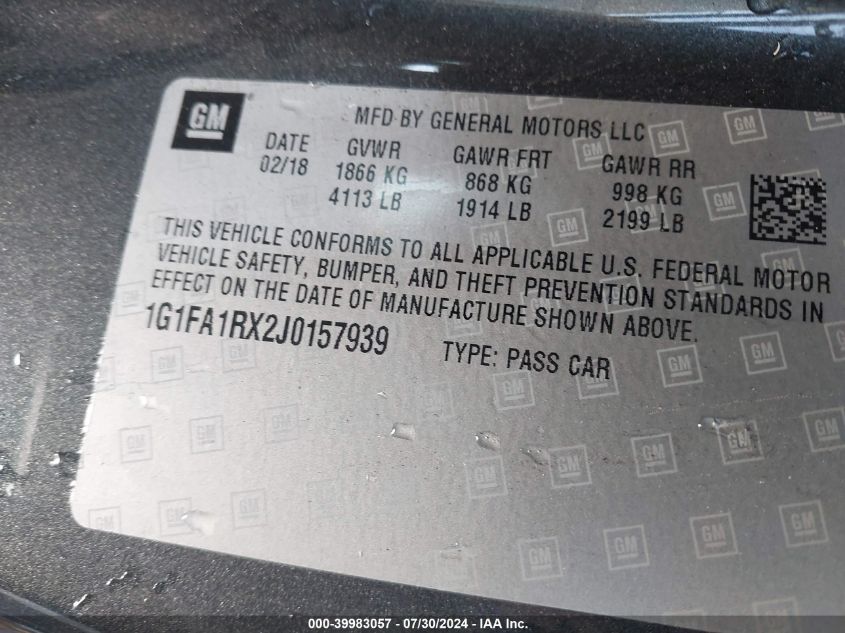 GM
MFD BY GENERAL MOTORS LLC
DATE GVWR GAWR FRT GAWR RR
02/18 1866 KG 868 KG 998 KG
4113 LB 1914 LB 2199 LB
THIS VEHICLE CONFORMS TO ALL APPLICABLE U.S. FEDERAL MOTOR
VEHICLE SAFETY, BUMPER, AND THEFT PREVENTION STANDARDS IN
EFFECT ON THE DATE OF MANUFACTURE SHOWN ABOVE.
1G1FA1RX2J0157939 TYPE: PASS CAR
000-39983057 / 07/30/2024 - IAA Inc.